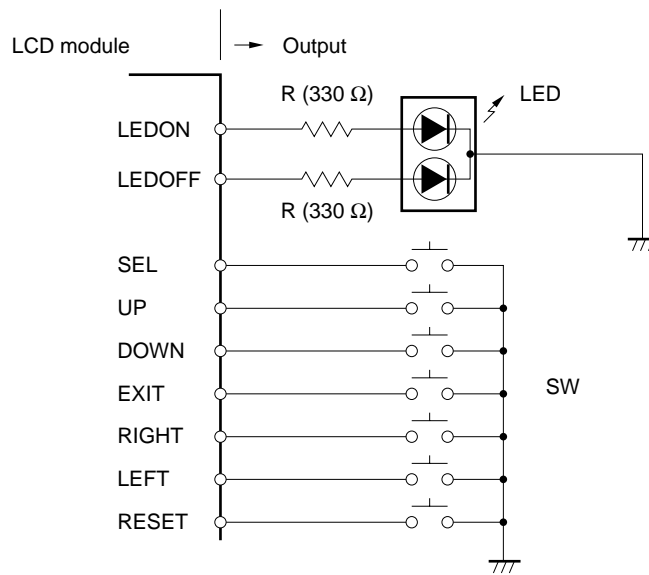 LCD module
Output
R (330 Ω)
LED
LEDON
LEDOFF
R (330 Ω)
SEL
UP
DOWN
EXIT
SW
RIGHT
LEFT
RESET